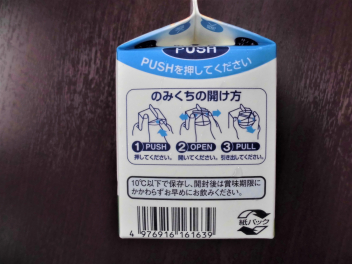 PUSH
PUSHを押してください
のみくちの開け方
1 PUSH 2 OPEN 3 PULL
押してください。 開いてください。 引き出してください。
10℃以下で保存し、開封後は賞味期限に
かかわらずお早めにお飲みください。
4 976916 161639
紙パック